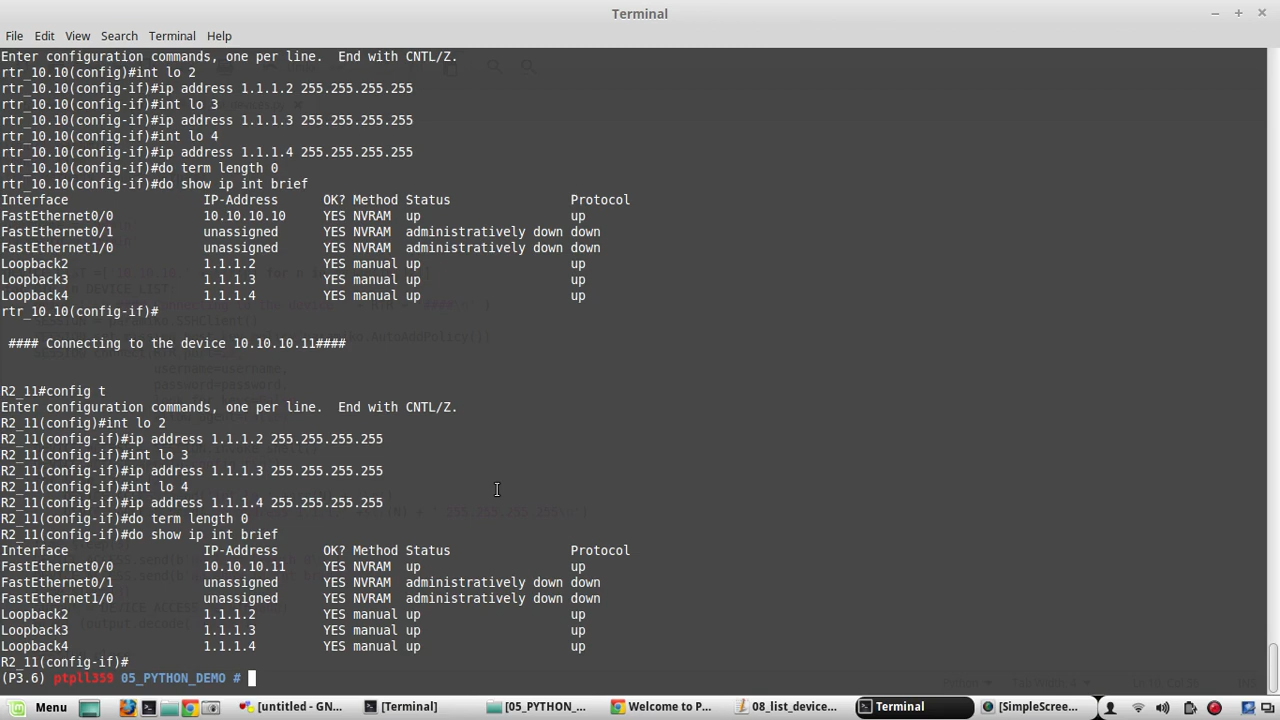 Terminal
File Edit View Search Terminal Help
Enter configuration commands, one per line.  End with CNTL/Z.
rtr_10.10(config)#int lo 2
rtr_10.10(config-if)#ip address 1.1.1.2 255.255.255.255
rtr_10.10(config-if)#int lo 3
rtr_10.10(config-if)#ip address 1.1.1.3 255.255.255.255
rtr_10.10(config-if)#int lo 4
rtr_10.10(config-if)#ip address 1.1.1.4 255.255.255.255
rtr_10.10(config-if)#do term length 0
rtr_10.10(config-if)#do show ip int brief
Interface                  IP-Address      OK? Method Status                Protocol
FastEthernet0/0            10.10.10.10     YES NVRAM  up                    up
FastEthernet0/1            unassigned      YES NVRAM  administratively down down
FastEthernet1/0            unassigned      YES NVRAM  administratively down down
Loopback2                  1.1.1.2         YES manual up                    up
Loopback3                  1.1.1.3         YES manual up                    up
Loopback4                  1.1.1.4         YES manual up                    up
rtr_10.10(config-if)#
#### Connecting to the device 10.10.10.11####
R2_11#config t
Enter configuration commands, one per line.  End with CNTL/Z.
R2_11(config)#int lo 2
R2_11(config-if)#ip address 1.1.1.2 255.255.255.255
R2_11(config-if)#int lo 3
R2_11(config-if)#ip address 1.1.1.3 255.255.255.255
R2_11(config-if)#int lo 4
R2_11(config-if)#ip address 1.1.1.4 255.255.255.255
R2_11(config-if)#do term length 0
R2_11(config-if)#do show ip int brief
Interface                  IP-Address      OK? Method Status                Protocol
FastEthernet0/0            10.10.10.11     YES NVRAM  up                    up
FastEthernet0/1            unassigned      YES NVRAM  administratively down down
FastEthernet1/0            unassigned      YES NVRAM  administratively down down
Loopback2                  1.1.1.2         YES manual up                    up
Loopback3                  1.1.1.3         YES manual up                    up
Loopback4                  1.1.1.4         YES manual up                    up
R2_11(config-if)#
(P3.6) ptpll359 05_PYTHON_DEMO #
Menu *[untitled - GN... [Terminal] [05_PYTHON_... Welcome to P... 08_list_device... Terminal [SimpleScree...